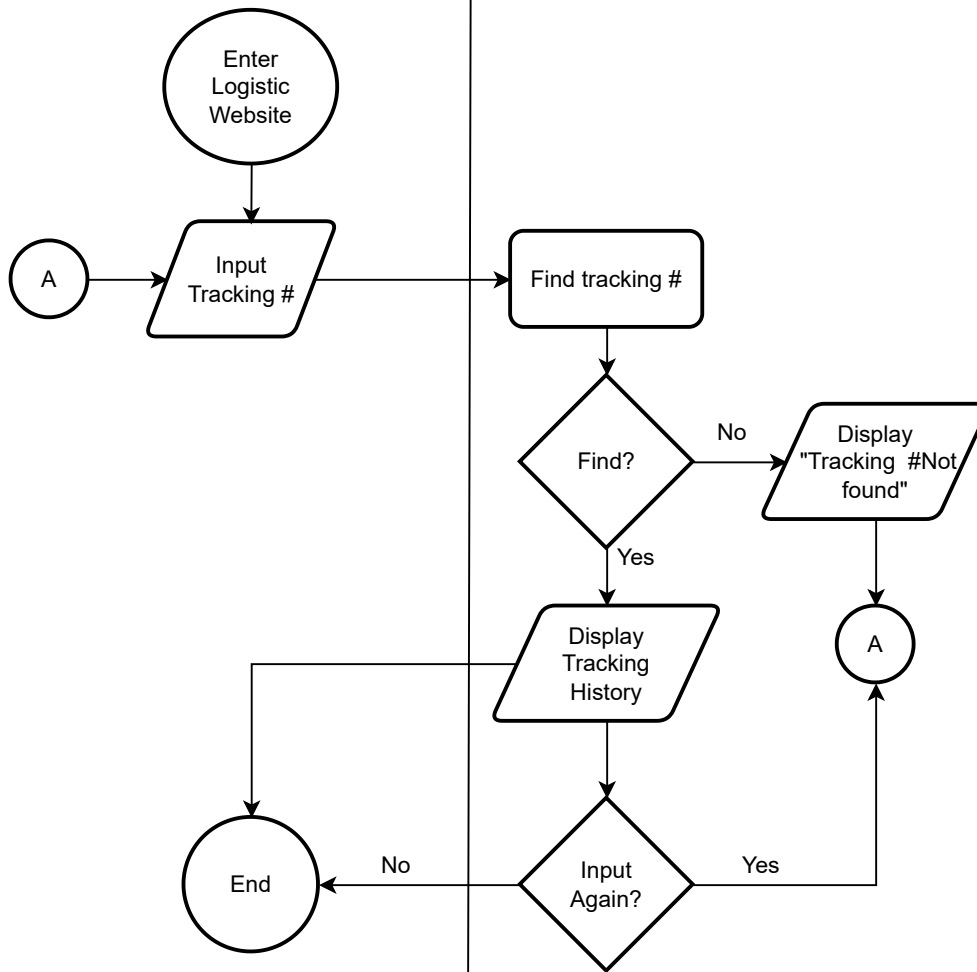 Enter
Logistic
Website
A
Input
Tracking #
Find tracking #
Find?
No
Display
"Tracking  #Not
found"
Yes
Display
Tracking
History
A
End
No
Input
Again?
Yes